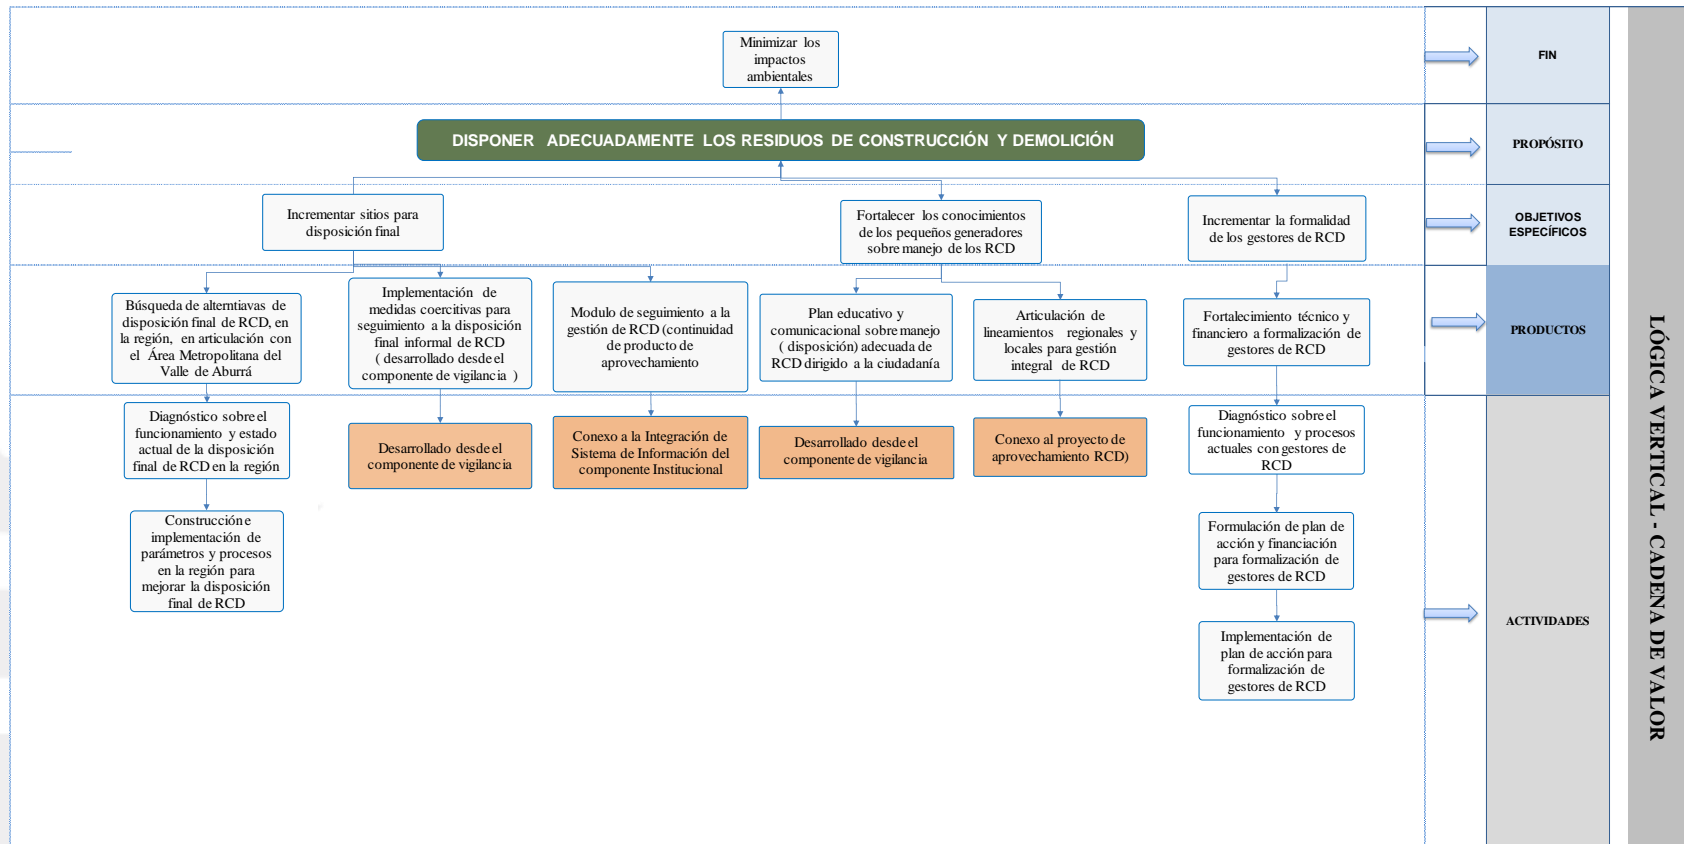 Minimizar los
impactos
ambientales
FIN
DISPONER ADECUADAMENTE LOS RESIDUOS DE CONSTRUCCIÓN Y DEMOLICIÓN
PROPÓSITO
Incrementar sitios para
disposición final
Fortalecer los conocimientos
de los pequeños generadores
sobre manejo de los RCD
Incrementar la formalidad
de los gestores de RCD
OBJETIVOS
ESPECÍFICOS
Búsqueda de alterntiavas de
disposición final de RCD, en
la región, en articulación con
el Área Metropolitana del
Valle de Aburrá
Implementación de
medidas coercitivas para
seguimiento a la disposición
final informal de RCD
( desarrollado desde el
componente de vigilancia )
Modulo de seguimiento a la
gestión de RCD (continuidad
de producto de
aprovechamiento
Plan educativo y
comunicacional sobre manejo
( disposición) adecuada de
RCD dirigido a la ciudadanía
Articulación de
lineamientos regionales y
locales para gestión
integral de RCD
Fortalecimiento técnico y
financiero a formalización de
gestores de RCD
PRODUCTOS
Diagnóstico sobre el
funcionamiento y estado
actual de la disposición
final de RCD en la región
Desarrollado desde el
componente de vigilancia
Conexo a la Integración de
Sistema de Información del
componente Institucional
Desarrollado desde el
componente de vigilancia
Conexo al proyecto de
aprovechamiento RCD)
Diagnóstico sobre el
funcionamiento y procesos
actuales con gestores de
RCD
Construcción e
implementación de
parámetros y procesos
en la región para
mejorar la disposición
final de RCD
Formulación de plan de
acción y financiación
para formalización de
gestores de RCD
Implementación de
plan de acción para
formalización de
gestores de RCD
ACTIVIDADES
LÓGICA VERTICAL - CADENA DE VALOR